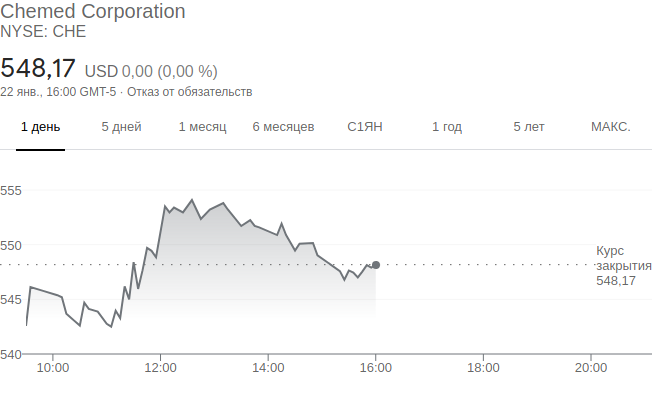 Chemed Corporation
NYSE: CHE
548,17 USD 0,00 (0,00 %)
22 янв., 16:00 GMT-5 · Отказ от обязательств
1 день 5 дней 1 месяц 6 месяцев С1ЯН 1 год 5 лет МАКС.
555
550
Курс
закрытия
548,17
545
540
10:00 12:00 14:00 16:00 18:00 20:00